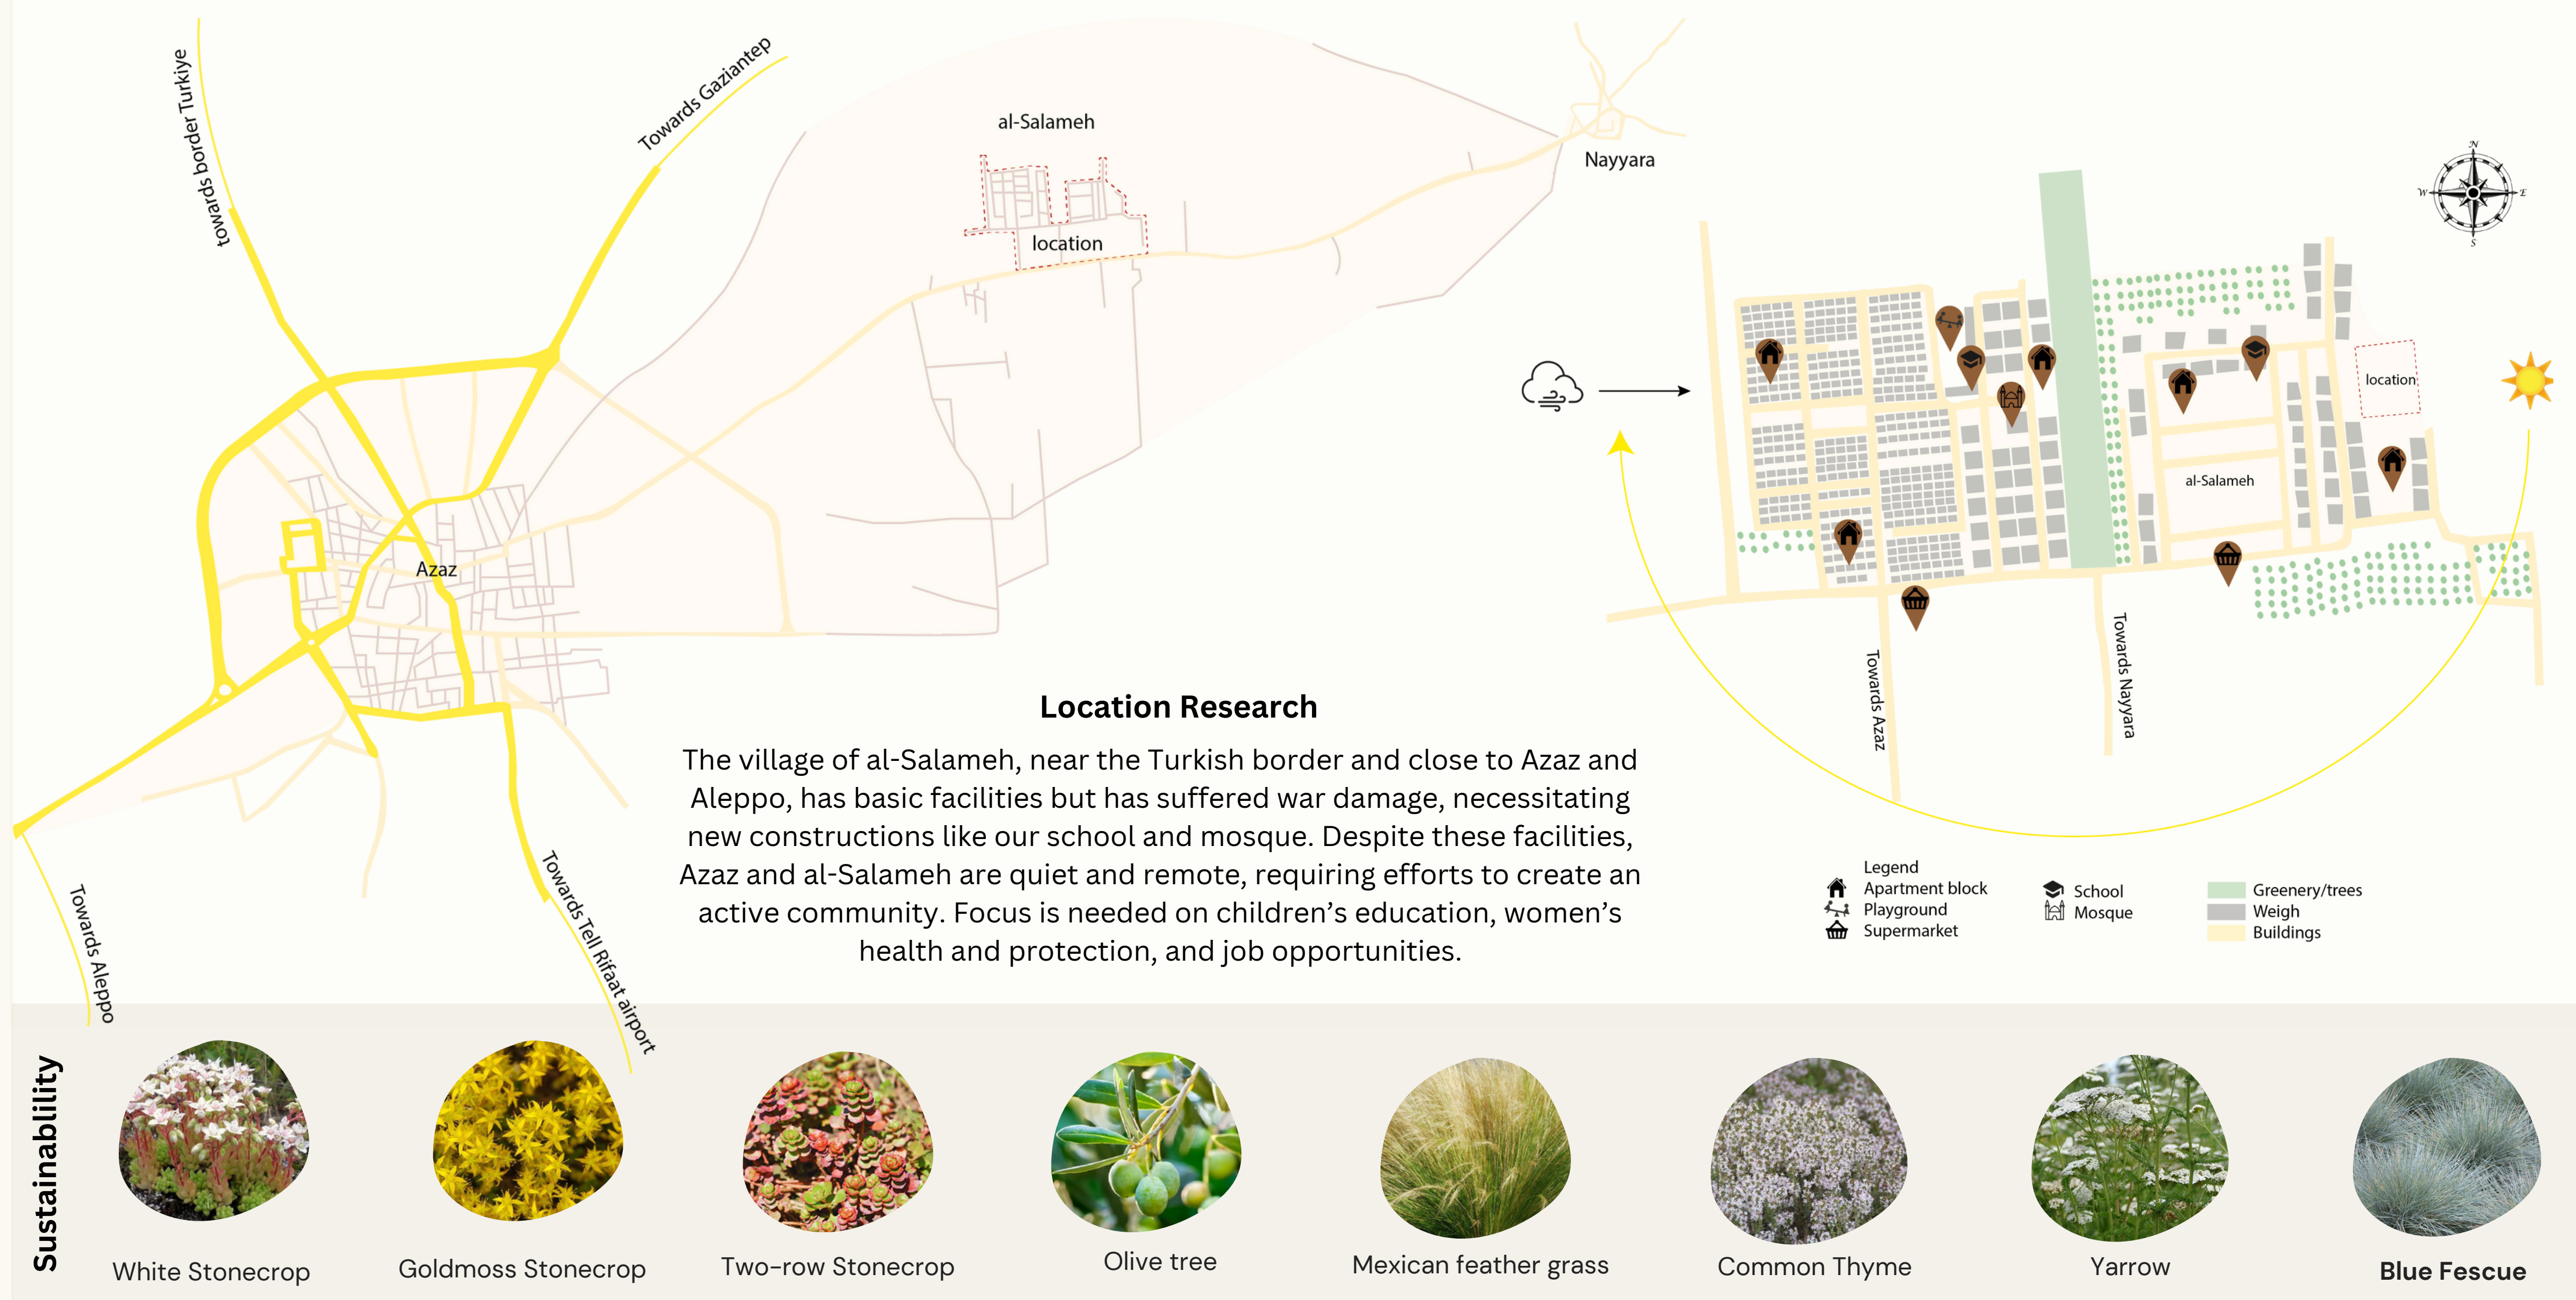 towards border Turkiye
Towards Gaziantep
al-Salameh
location
Nayyara
Azaz
Towards Aleppo
Towards Tell Rifaat airport
N
W
E
S
location
al-Salameh
Towards Azaz
Towards Nayyara
Location Research
The village of al-Salameh, near the Turkish border and close to Azaz and
Aleppo, has basic facilities but has suffered war damage, necessitating
new constructions like our school and mosque. Despite these facilities,
Azaz and al-Salameh are quiet and remote, requiring efforts to create an
active community. Focus is needed on children’s education, women’s
health and protection, and job opportunities.
Legend
Apartment block
Playground
Supermarket
School
Mosque
Greenery/trees
Weigh
Buildings
Sustainability
White Stonecrop
Goldmoss Stonecrop
Two-row Stonecrop
Olive tree
Mexican feather grass
Common Thyme
Yarrow
Blue Fescue